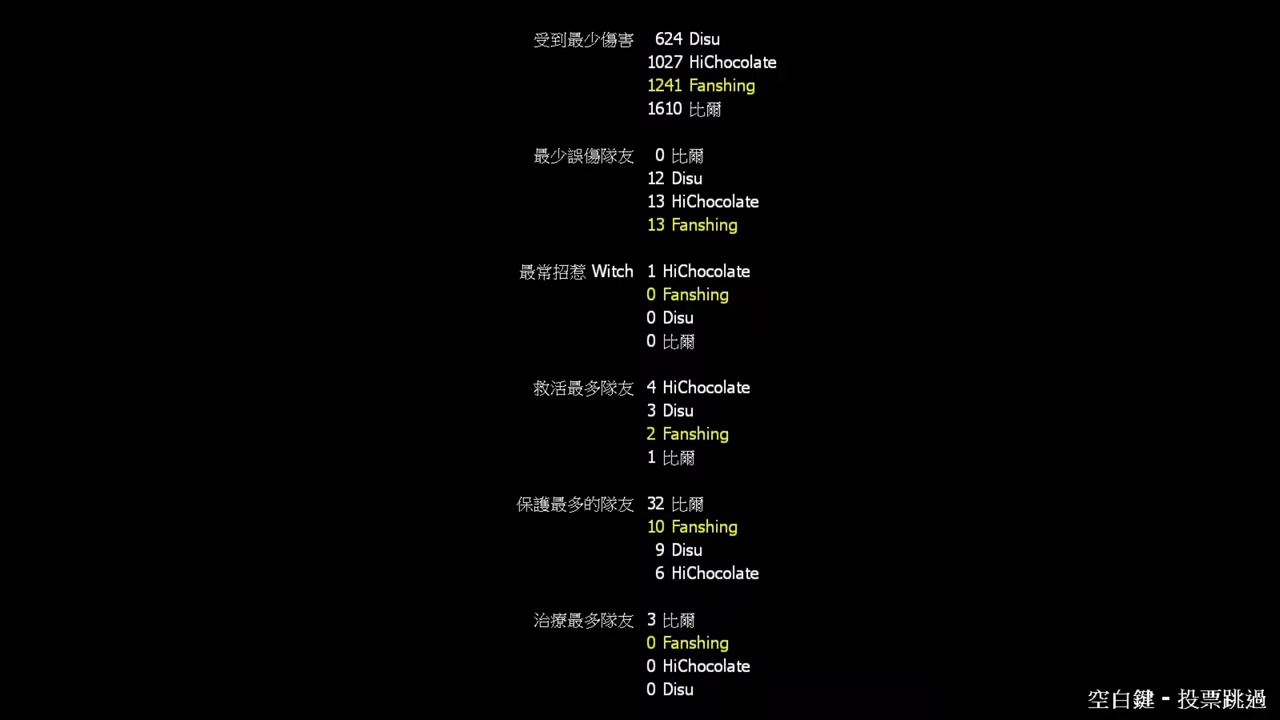 受到最少傷害 624 Disu
1027 HiChocolate
1241 Fanshing
1610 比爾
最少誤傷隊友 0 比爾
12 Disu
13 HiChocolate
13 Fanshing
最常招惹 Witch 1 HiChocolate
0 Fanshing
0 Disu
0 比爾
救活最多隊友 4 HiChocolate
3 Disu
2 Fanshing
1 比爾
保護最多的隊友 32 比爾
10 Fanshing
9 Disu
6 HiChocolate
治療最多隊友 3 比爾
0 Fanshing
0 HiChocolate
0 Disu
空白鍵 - 投票跳過